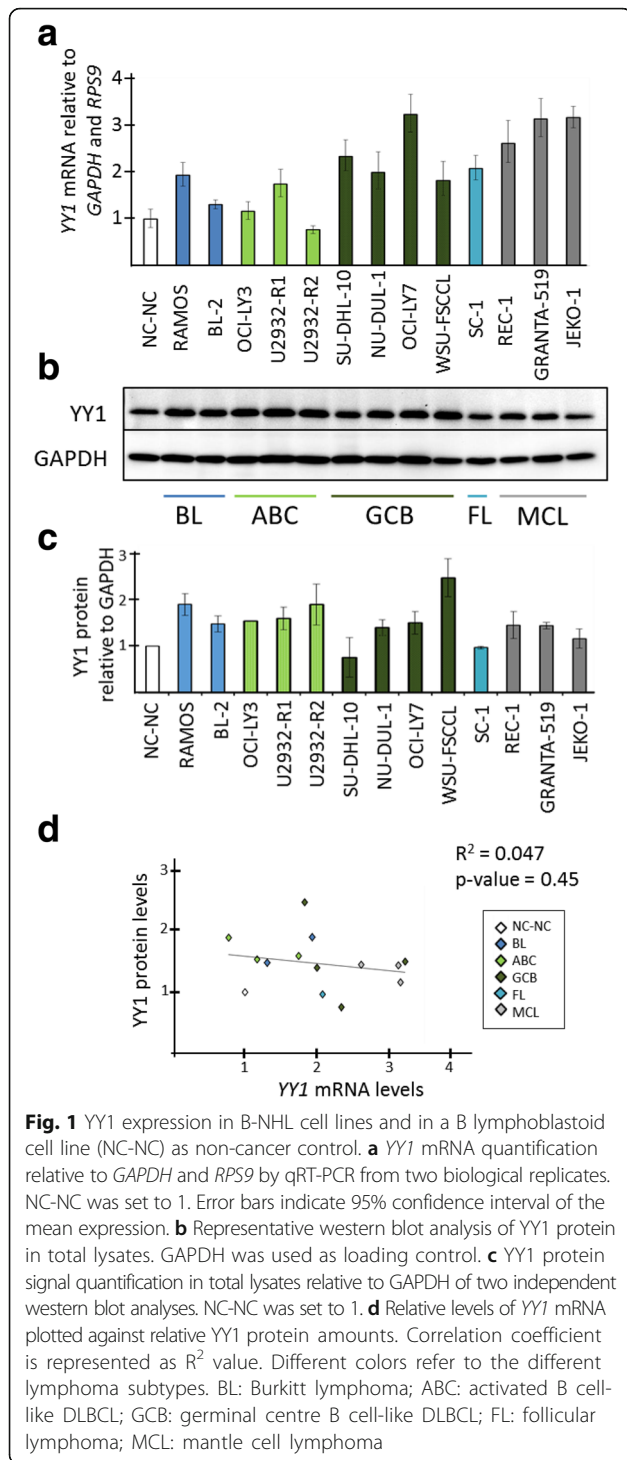 a
YY1 mRNA relative to
GAPDH and RPS9
4
3
2
1
NC-NC
RAMOS
BL-2
OCI-LY3
U2932-R1
U2932-R2
SU-DHL-10
NU-DUL-1
OCI-LY7
WSU-FSCCL
SC-1
REC-1
GRANTA-519
JEKO-1
b
YY1
GAPDH
BL ABC GCB FL MCL
c
YY1 protein
relative to GAPDH
3
2
1
NC-NC
RAMOS
BL-2
OCI-LY3
U2932-R1
U2932-R2
SU-DHL-10
NU-DUL-1
OCI-LY7
WSU-FSCCL
SC-1
REC-1
GRANTA-519
JEKO-1
d
R² = 0.047
p-value = 0.45
YY1 protein levels
3
2
1
1 2 3 4
YY1 mRNA levels
NC-NC
BL
ABC
GCB
FL
MCL
Fig. 1 YY1 expression in B-NHL cell lines and in a B lymphoblastoid
cell line (NC-NC) as non-cancer control. a YY1 mRNA quantification
relative to GAPDH and RPS9 by qRT-PCR from two biological replicates.
NC-NC was set to 1. Error bars indicate 95% confidence interval of the
mean expression. b Representative western blot analysis of YY1 protein
in total lysates. GAPDH was used as loading control. c YY1 protein
signal quantification in total lysates relative to GAPDH of two independent
western blot analyses. NC-NC was set to 1. d Relative levels of YY1 mRNA
plotted against relative YY1 protein amounts. Correlation coefficient
is represented as R² value. Different colors refer to the different
lymphoma subtypes. BL: Burkitt lymphoma; ABC: activated B cell-
like DLBCL; GCB: germinal centre B cell-like DLBCL; FL: follicular
lymphoma; MCL: mantle cell lymphoma